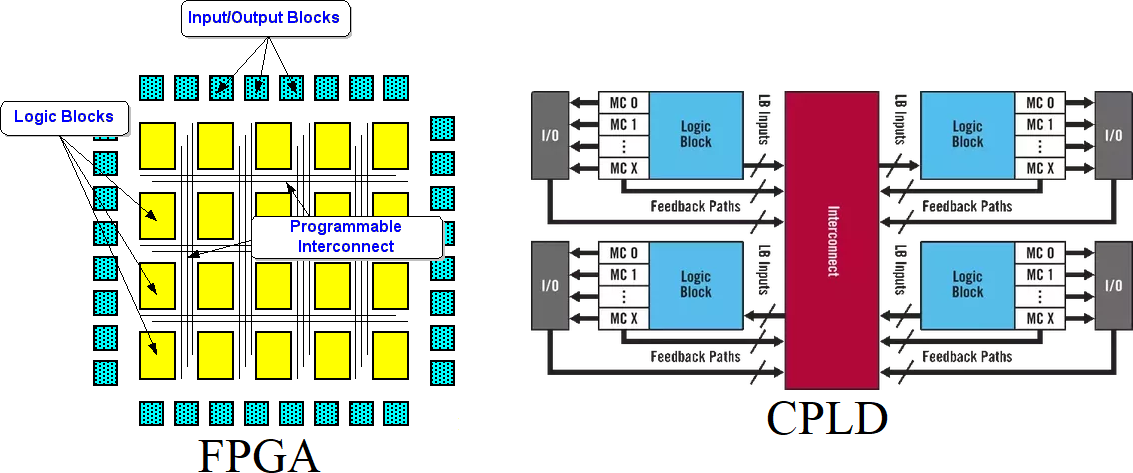 Input/Output Blocks
Logic Blocks
Programmable
Interconnect
FPGA
I/O
MC 0
MC 1
⋮
MC X
Logic
Block
LB Inputs
Feedback Paths
Interconnect
LB Inputs
Logic
Block
MC 0
MC 1
⋮
MC X
I/O
Feedback Paths
I/O
MC 0
MC 1
⋮
MC X
Logic
Block
LB Inputs
Feedback Paths
LB Inputs
Logic
Block
MC 0
MC 1
⋮
MC X
I/O
Feedback Paths
CPLD